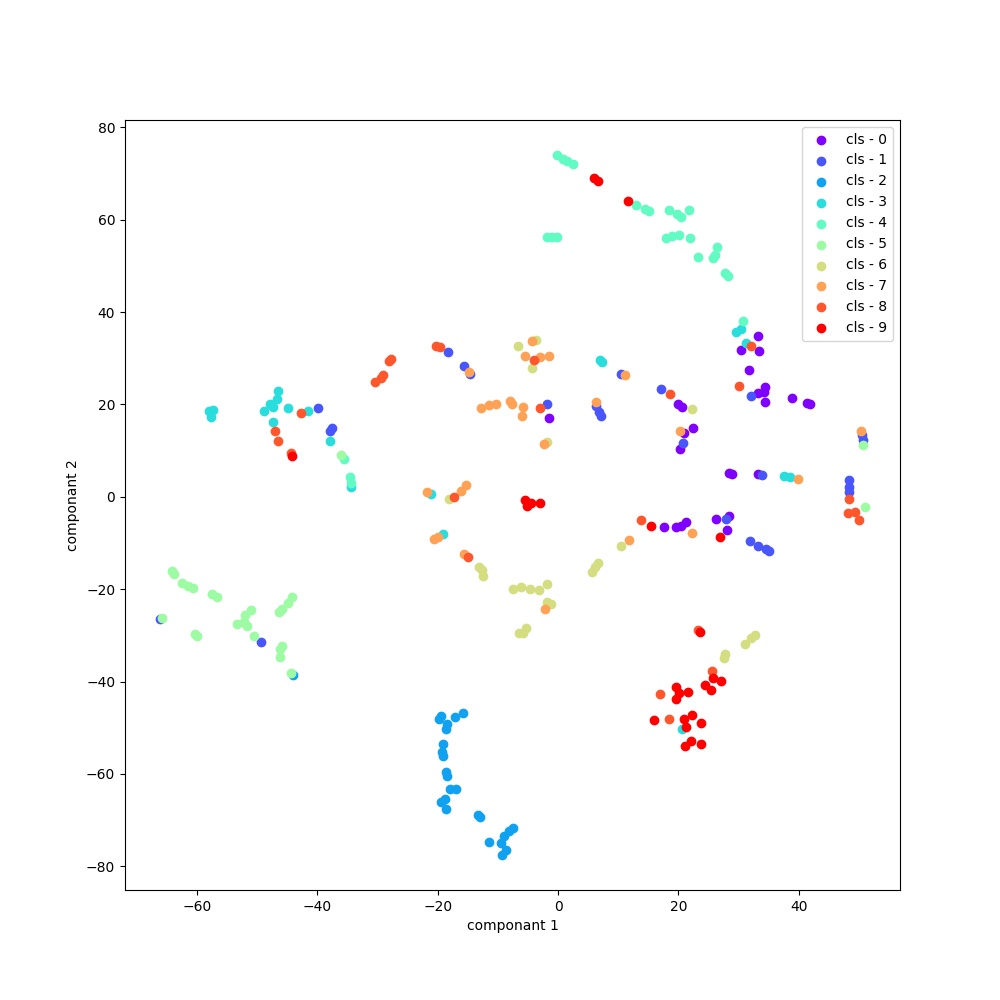 cls - 0
cls - 1
cls - 2
cls - 3
cls - 4
cls - 5
cls - 6
cls - 7
cls - 8
cls - 9
80
60
40
20
0
−20
−40
−60
−80
componant 2
−60 −40 −20 0 20 40
componant 1